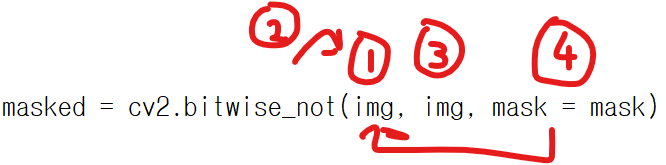 ② ① ③ ④
masked = cv2.bitwise_not(img, img, mask = mask)